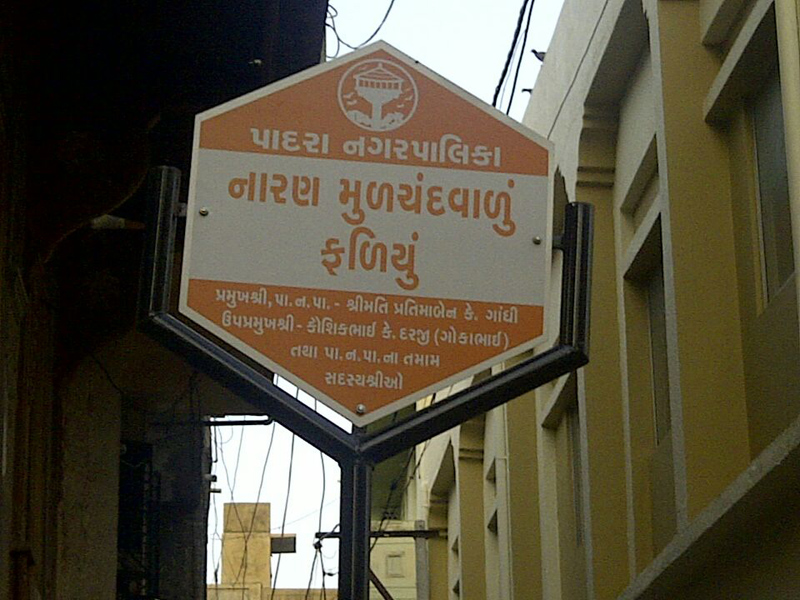 પાદરા નગરપાલિકા
નારણ મુળચંદવાળું
ફળિયું
પ્રમુખશ્રી, પા.ન.પા. - શ્રીમતિ પ્રતિમાબેન કે. ગાંધી
ઉપપ્રમુખશ્રી - કૌશિકભાઈ કે. દરજી (ગોકાભાઈ)
તથા પા.ન.પા.ના તમામ
સદસ્યશ્રીઓ